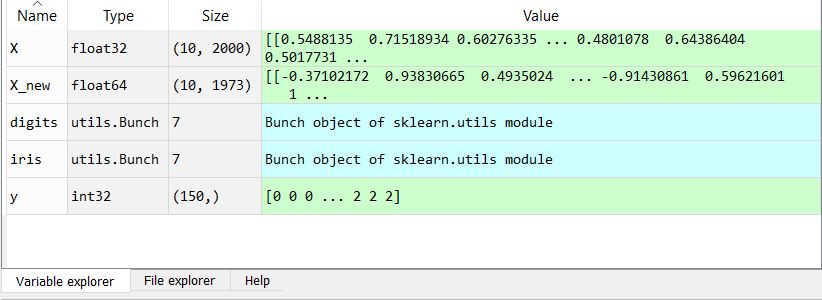 Name Type Size Value
X float32 (10, 2000) [[0.5488135 0.71518934 0.60276335 ... 0.4801078 0.64386404
0.5017731 ...
X_new float64 (10, 1973) [[-0.37102172 0.93830665 0.4935024 ... -0.91430861 0.59621601
1 ...
digits utils.Bunch 7 Bunch object of sklearn.utils module
iris utils.Bunch 7 Bunch object of sklearn.utils module
y int32 (150,) [0 0 0 ... 2 2 2]
Variable explorer File explorer Help